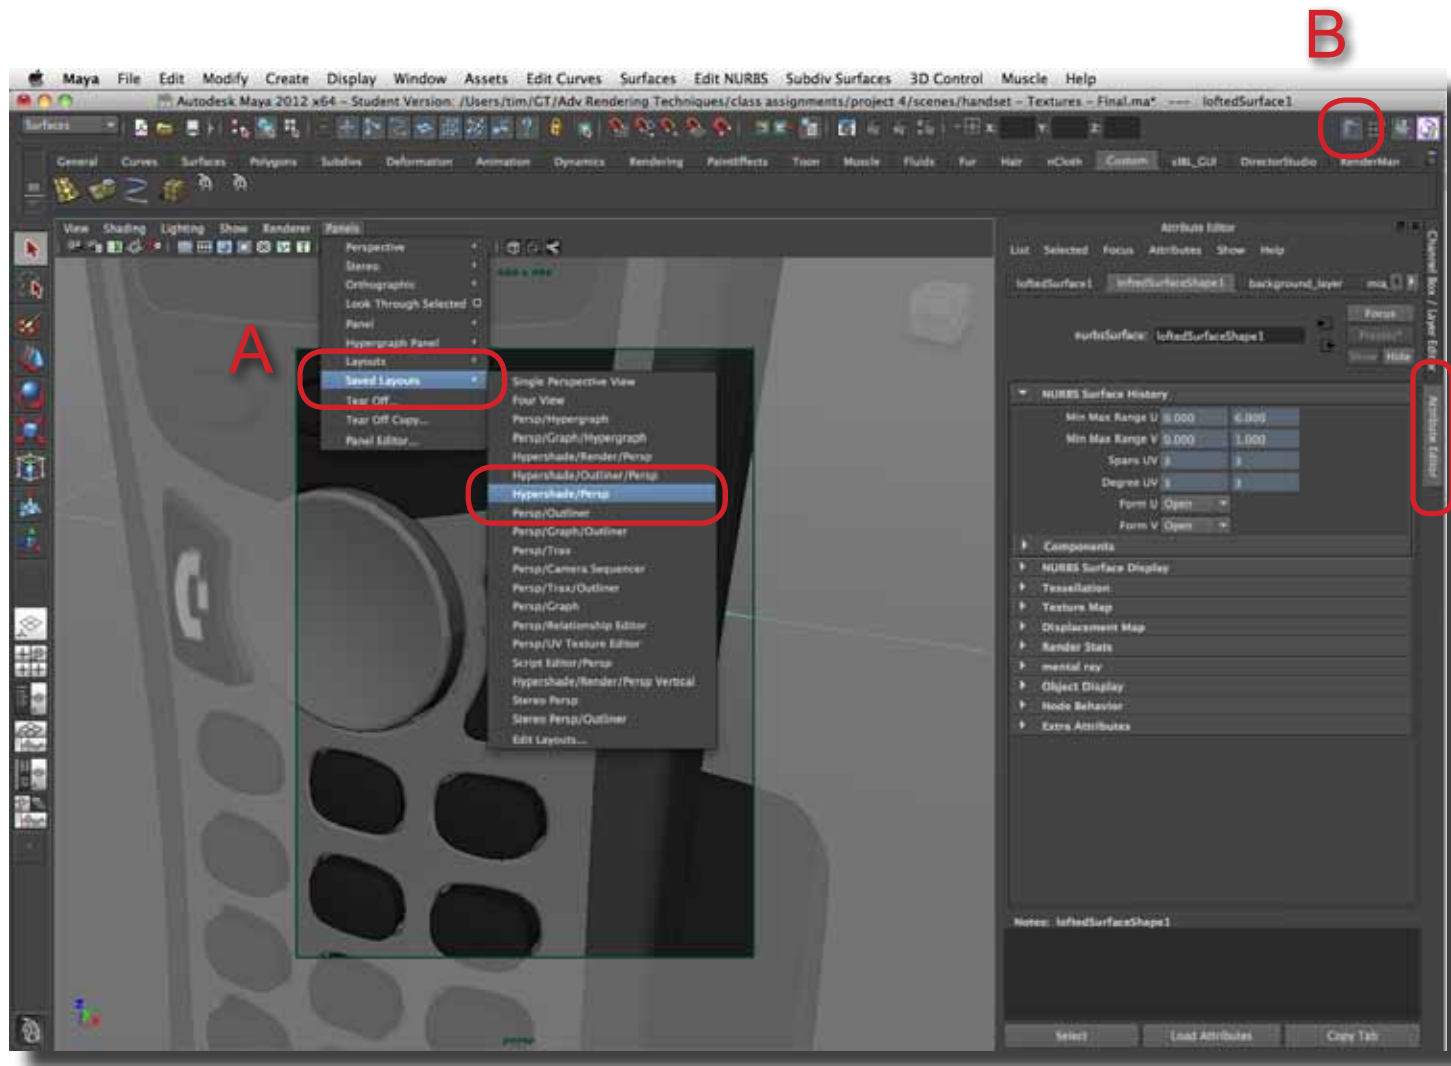 B
Maya File Edit Modify Create Display Window Assets Edit Curves Surfaces Edit NURBS Subdiv Surfaces 3D Control Muscle Help
Autodesk Maya 2012 x64 - Student Version: /Users/tim/GT/Adv Rendering Techniques/class assignments/project 4/scenes/handset - Textures - Final.ma* --- loftedSurface1
Surfaces
General Curves Surfaces Polygons Subdivs Deformation Animation Dynamics Rendering PaintEffects Toon Muscle Fluids Fur Hair nCloth Custom sIBL_GUI DirectorStudio RenderMan
View Shading Lighting Show Renderer Panels
Perspective
Stereo
Orthographic
Look Through Selected
Panel
Hypergraph Panel
Layouts
Saved Layouts
Tear Off...
Tear Off Copy...
Panel Editor...
A
Single Perspective View
Four View
Persp/Hypergraph
Persp/Graph/Hypergraph
Hypershade/Render/Persp
Hypershade/Outliner/Persp
Hypershade/Persp
Persp/Outliner
Persp/Graph/Outliner
Persp/Trax
Persp/Camera Sequencer
Persp/Trax/Outliner
Persp/Graph
Persp/Relationship Editor
Persp/UV Texture Editor
Script Editor/Persp
Hypershade/Render/Persp Vertical
Stereo Persp
Stereo Persp/Outliner
Edit Layouts...
persp
Attribute Editor
List Selected Focus Attributes Show Help
loftedSurface1 loftedSurfaceShape1 background_layer mia_
nurbsSurface: loftedSurfaceShape1
Focus
Presets*
Show Hide
NURBS Surface History
Min Max Range U 0.000 6.000
Min Max Range V 0.000 1.000
Spans UV 3 3
Degree UV 3 3
Form U Open
Form V Open
Components
NURBS Surface Display
Tessellation
Texture Map
Displacement Map
Render Stats
mental ray
Object Display
Node Behavior
Extra Attributes
Notes: loftedSurfaceShape1
Select Load Attributes Copy Tab
Channel Box / Layer Editor
Attribute Editor